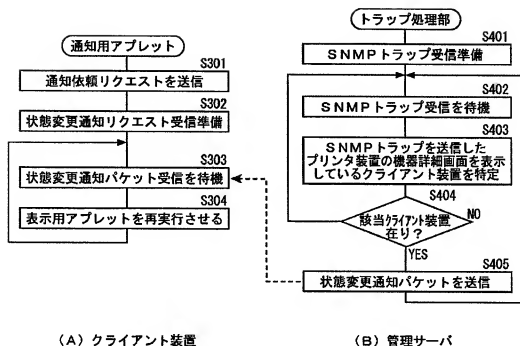 通知用アプレット
S301
通知依頼リクエストを送信
S302
状態変更通知リクエスト受信準備
S303
状態変更通知パケット受信を待機
S304
表示用アプレットを再実行させる
(A) クライアント装置
トラップ処理部
S401
SNMPトラップ受信準備
S402
SNMPトラップ受信を待機
S403
SNMPトラップを送信した
プリンタ装置の機器詳細画面を表示
しているクライアント装置を特定
S404
該当クライアント装置
在り?
NO
YES
S405
状態変更通知パケットを送信
(B) 管理サーバ